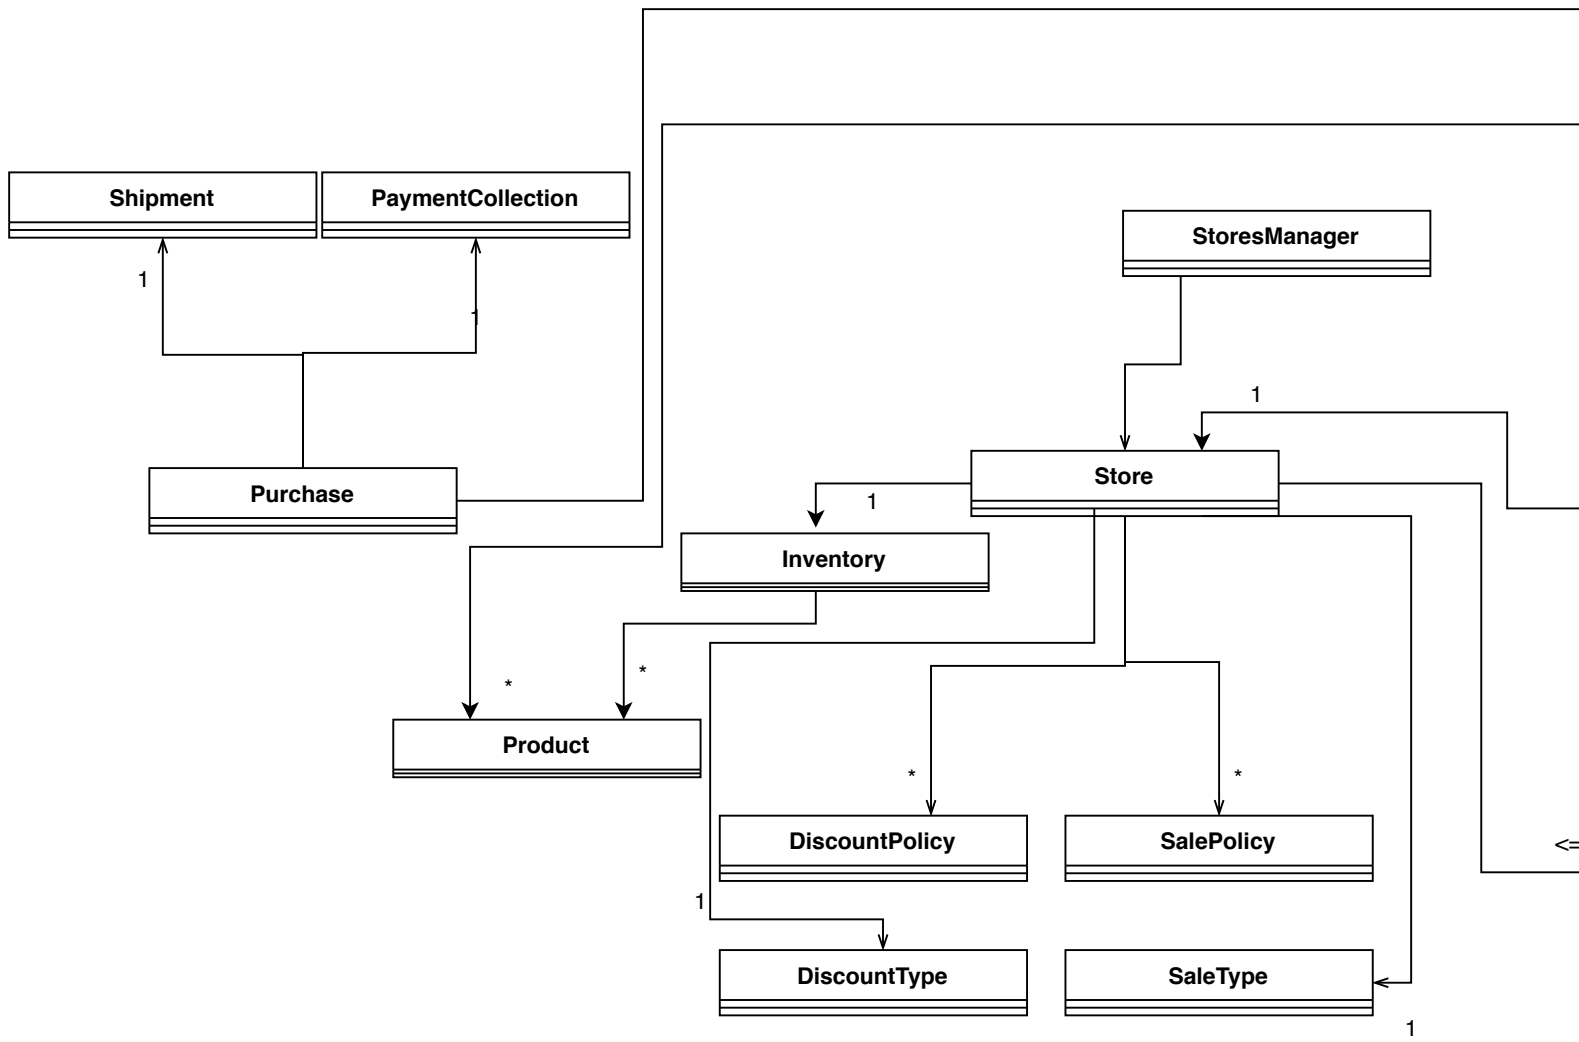 Shipment
PaymentCollection
StoresManager
1
1
1
Store
Purchase
1
Inventory
*
*
Product
*
*
DiscountPolicy
SalePolicy
<=
1
DiscountType
SaleType
1